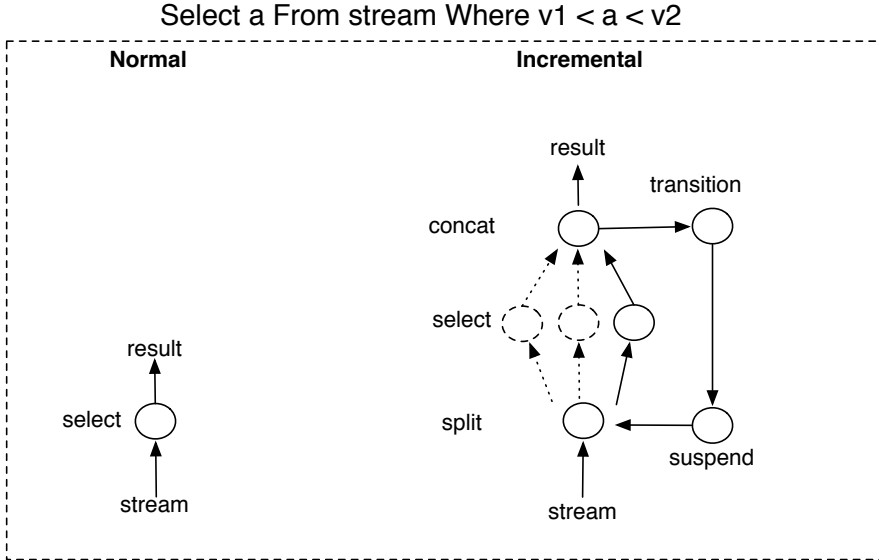 Select a From stream Where v1 < a < v2
Normal
result
select
stream
Incremental
result
transition
concat
select
split
suspend
stream